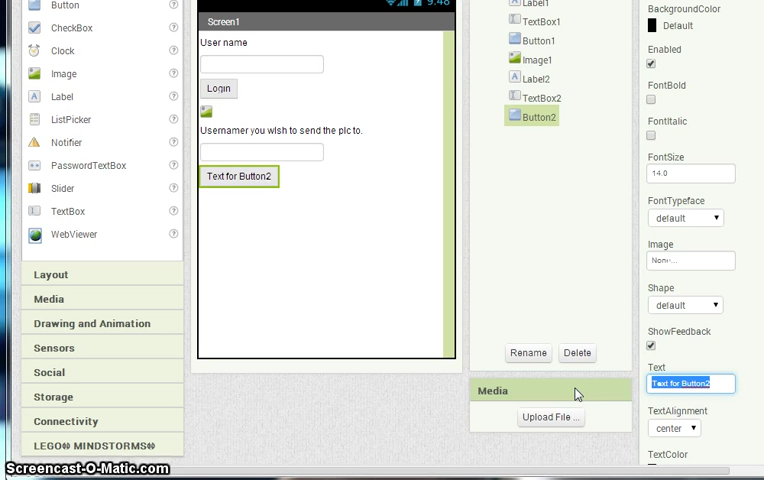 Button
CheckBox
Clock
Image
Label
ListPicker
Notifier
PasswordTextBox
Slider
TextBox
WebViewer
Layout
Media
Drawing and Animation
Sensors
Social
Storage
Connectivity
LEGO® MINDSTORMS®
9:48
Screen1
User name
Login
Usernamer you wish to send the pic to.
Text for Button2
Label1
TextBox1
Button1
Image1
Label2
TextBox2
Button2
Rename
Delete
Media
Upload File ...
BackgroundColor
Default
Enabled
FontBold
FontItalic
FontSize
14.0
FontTypeface
default
Image
None...
Shape
default
ShowFeedback
Text
Text for Button2
TextAlignment
center
TextColor
Screencast-O-Matic.com